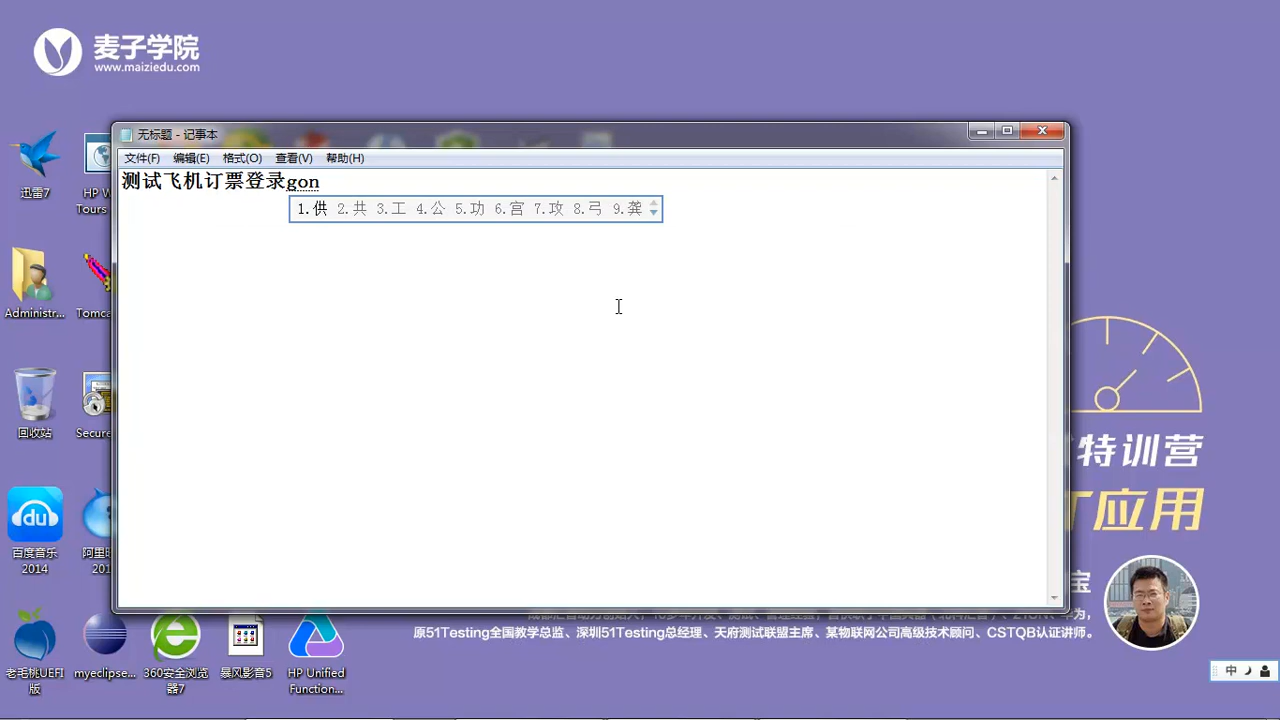 麦子学院
www.maiziedu.com
无标题 - 记事本
文件(F) 编辑(E) 格式(O) 查看(V) 帮助(H)
测试飞机订票登录gon
1.供 2.共 3.工 4.公 5.功 6.宫 7.攻 8.弓 9.龚
迅雷7
HP W
Tours
Administr...
Tomca
回收站
Secure
百度音乐
2014
阿里
201
老毛桃UEFI
版
myeclipse...
360安全浏览
器7
暴风影音5
HP Unified
Function...
特训营
应用
宝
原51Testing全国教学总监、深圳51Testing总经理、天府测试联盟主席、某物联网公司高级技术顾问、CSTQB认证讲师。
中